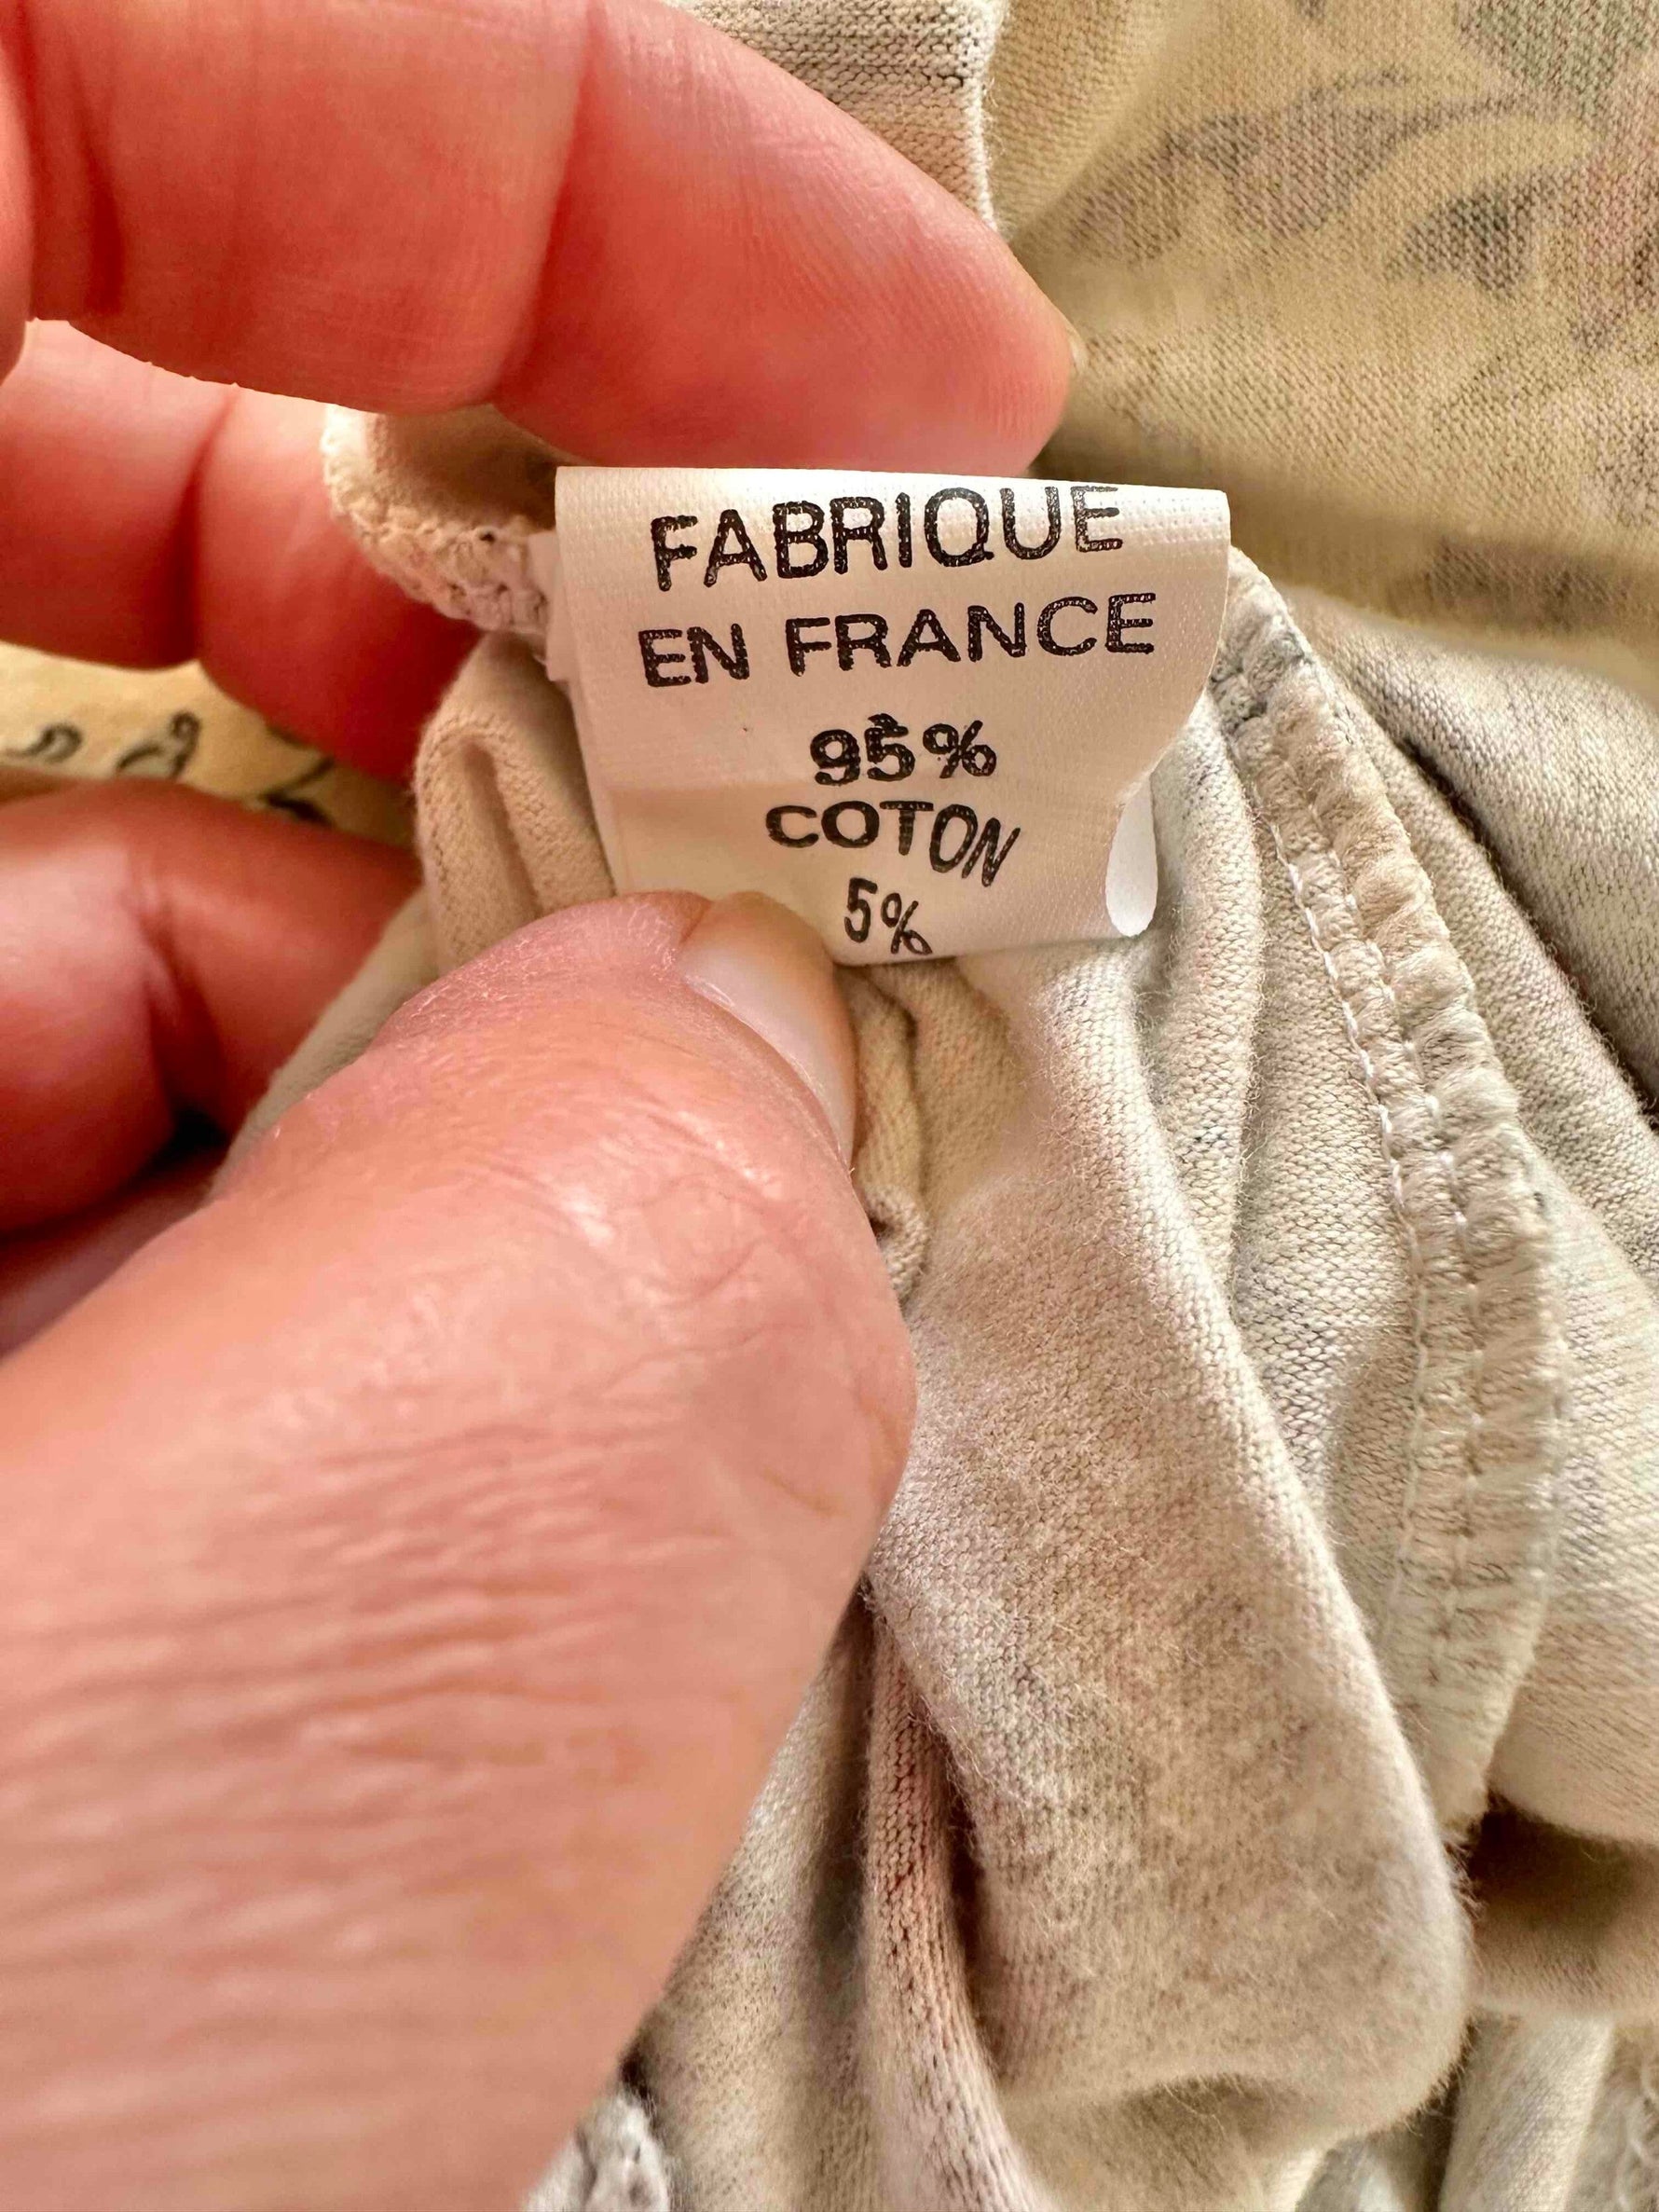 FABRIQUE
EN FRANCE
95%
COTON
5%